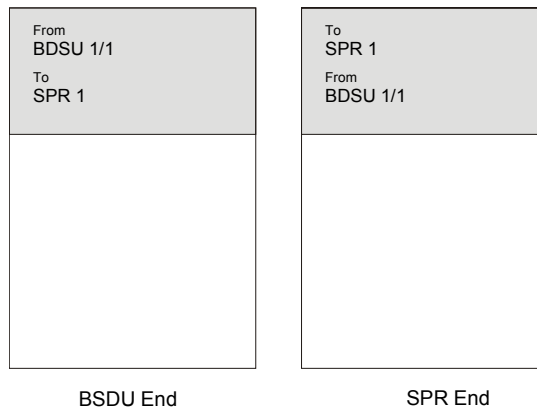 From
BDSU 1/1
To
SPR 1
To
SPR 1
From
BDSU 1/1
BSDU End
SPR End